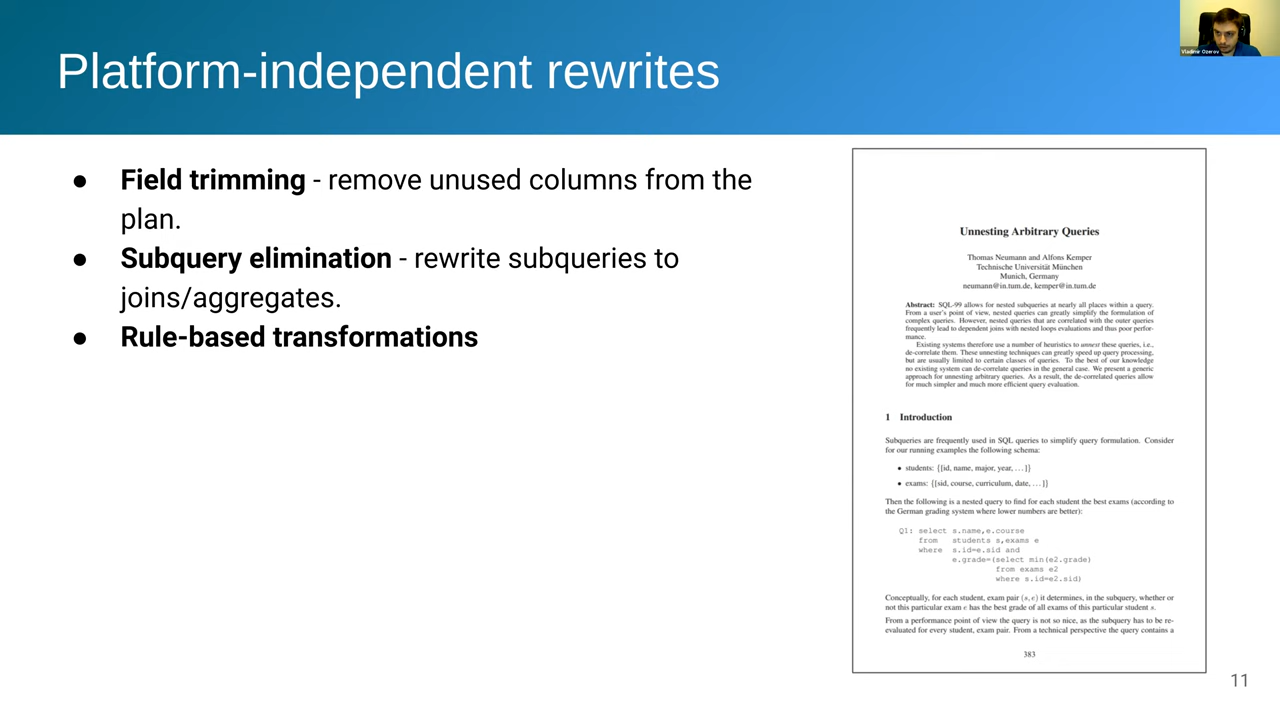 Platform-independent rewrites
Vladimir Ozerov
● Field trimming - remove unused columns from the
plan.
● Subquery elimination - rewrite subqueries to
joins/aggregates.
● Rule-based transformations
Unnesting Arbitrary Queries
Thomas Neumann and Alfons Kemper
Technische Universität München
Munich, Germany
neumann@in.tum.de, kemper@in.tum.de
Abstract: SQL-99 allows for nested subqueries at nearly all places within a query.
From a user's point of view, nested queries can greatly simplify the formulation of
complex queries. However, nested queries that are correlated with the outer queries
frequently lead to dependent joins with nested loops evaluations and thus poor perfor-
mance.
Existing systems therefore use a number of heuristics to unnest these queries, i.e.,
de-correlate them. These unnesting techniques can greatly speed up query processing,
but are usually limited to certain classes of queries. To the best of our knowledge
no existing system can de-correlate queries in the general case. We present a generic
approach for unnesting arbitrary queries. As a result, the de-correlated queries allow
for much simpler and much more efficient query evaluation.
1 Introduction
Subqueries are frequently used in SQL queries to simplify query formulation. Consider
for our running examples the following schema:
• students: {[id, name, major, year, ...]}
• exams: {[sid, course, curriculum, date, ...]}
Then the following is a nested query to find for each student the best exams (according to
the German grading system where lower numbers are better):
Q1: select s.name,e.course
from students s,exams e
where s.id=e.sid and
e.grade=(select min(e2.grade)
from exams e2
where s.id=e2.sid)
Conceptually, for each student, exam pair (s, e) it determines, in the subquery, whether or
not this particular exam e has the best grade of all exams of this particular student s.
From a performance point of view the query is not so nice, as the subquery has to be re-
evaluated for every student, exam pair. From a technical perspective the query contains a
383
11